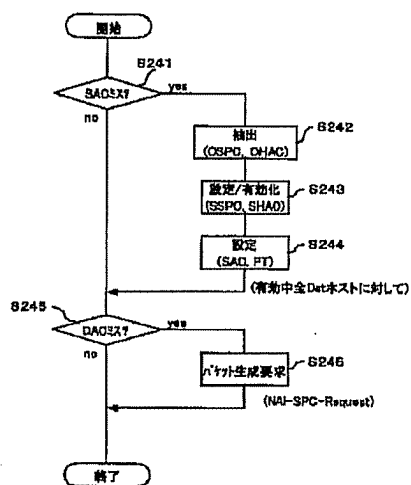 開始
S241
SACミス?
yes
no
抽出
(OSPC, OHAC)
S242
設定/有効化
(SSPC, SHAC)
S243
設定
(SAC, PT)
S244
(有効中全Dstホストに対して)
S245
DACミス?
yes
no
パケット生成要求
S246
(NAI-SPC-Request)
終了